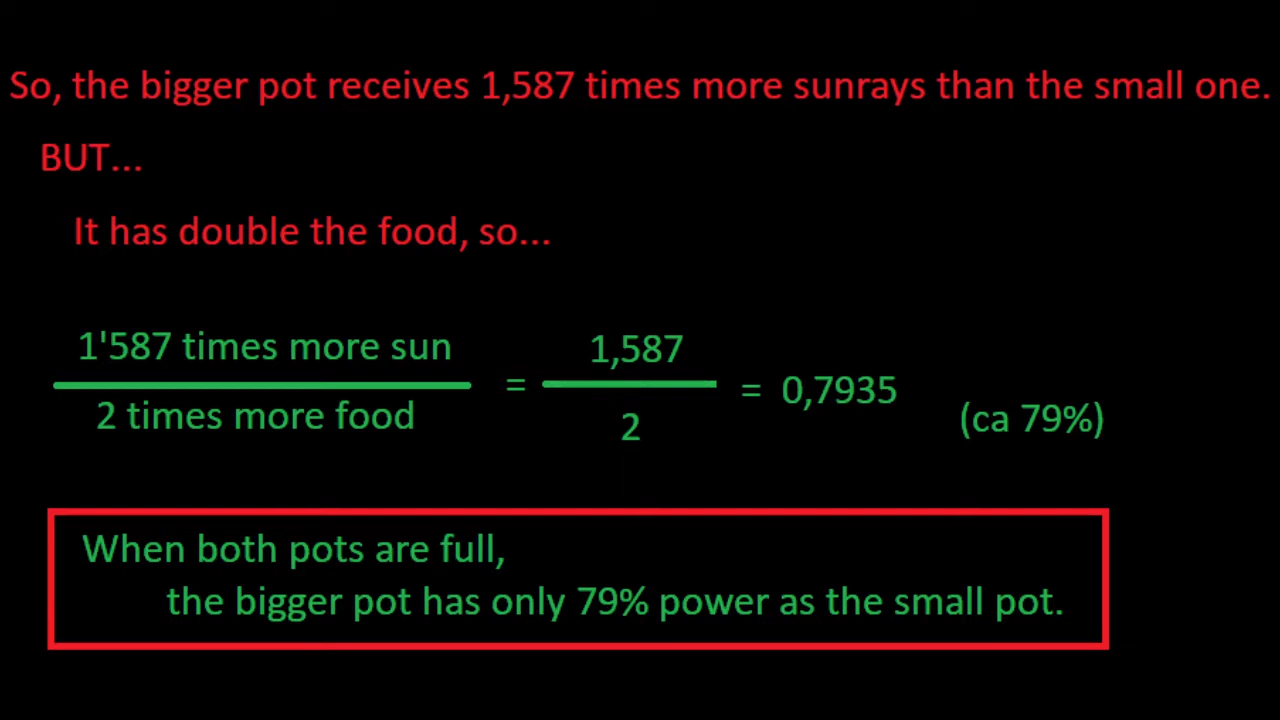 So, the bigger pot receives 1,587 times more sunrays than the small one.
BUT...
It has double the food, so...
1'587 times more sun
2 times more food
=
1,587
2
= 0,7935
(ca 79%)
When both pots are full,
the bigger pot has only 79% power as the small pot.